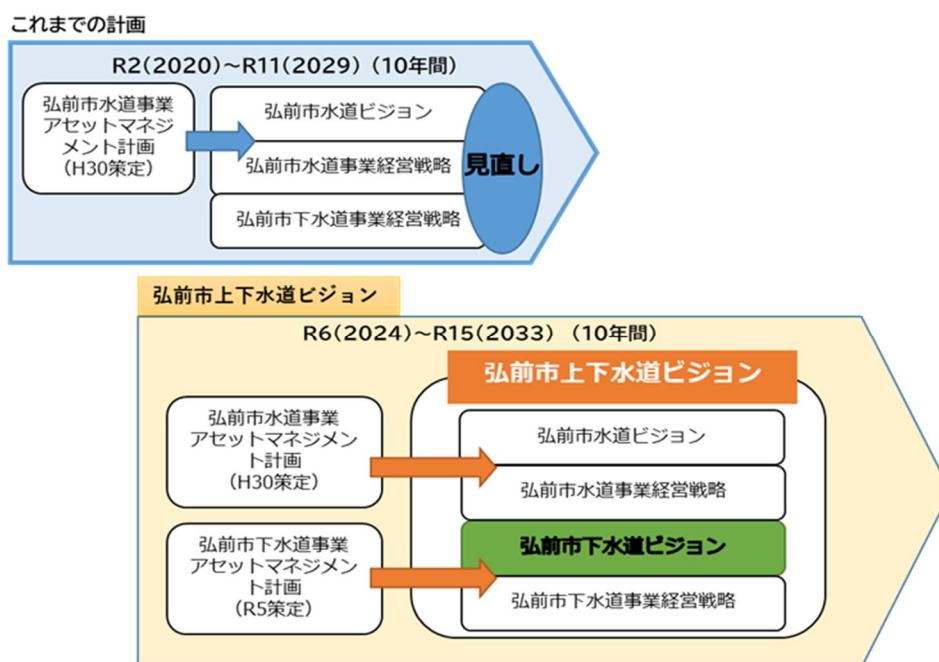 これまでの計画
R2(2020)～R11(2029)（10年間）
弘前市水道事業
アセットマネジ
メント計画
(H30策定)
弘前市水道ビジョン
弘前市水道事業経営戦略
弘前市下水道事業経営戦略
見直し
弘前市上下水道ビジョン
R6(2024)～R15(2033)（10年間）
弘前市上下水道ビジョン
弘前市水道事業
アセットマネジメン
ト計画
(H30策定)
弘前市水道ビジョン
弘前市水道事業経営戦略
弘前市下水道事業
アセットマネジメン
ト計画
(R5策定)
弘前市下水道ビジョン
弘前市下水道事業経営戦略